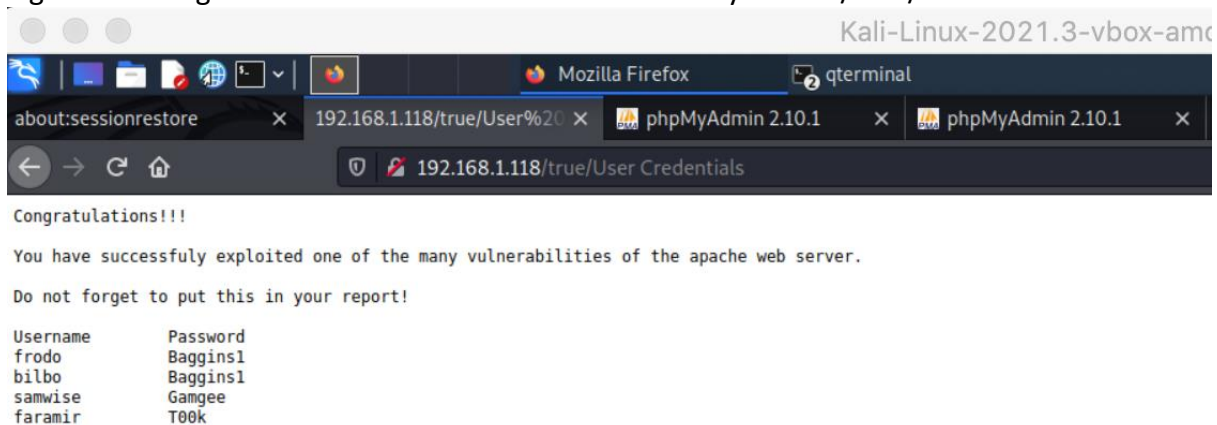 Kali-Linux-2021.3-vbox-amd
Mozilla Firefox
qterminal
about:sessionrestore
192.168.1.118/true/User%20
phpMyAdmin 2.10.1
phpMyAdmin 2.10.1
192.168.1.118/true/User Credentials
Congratulations!!!
You have successfuly exploited one of the many vulnerabilities of the apache web server.
Do not forget to put this in your report!
Username Password
frodo Baggins1
bilbo Baggins1
samwise Gamgee
faramir T00k